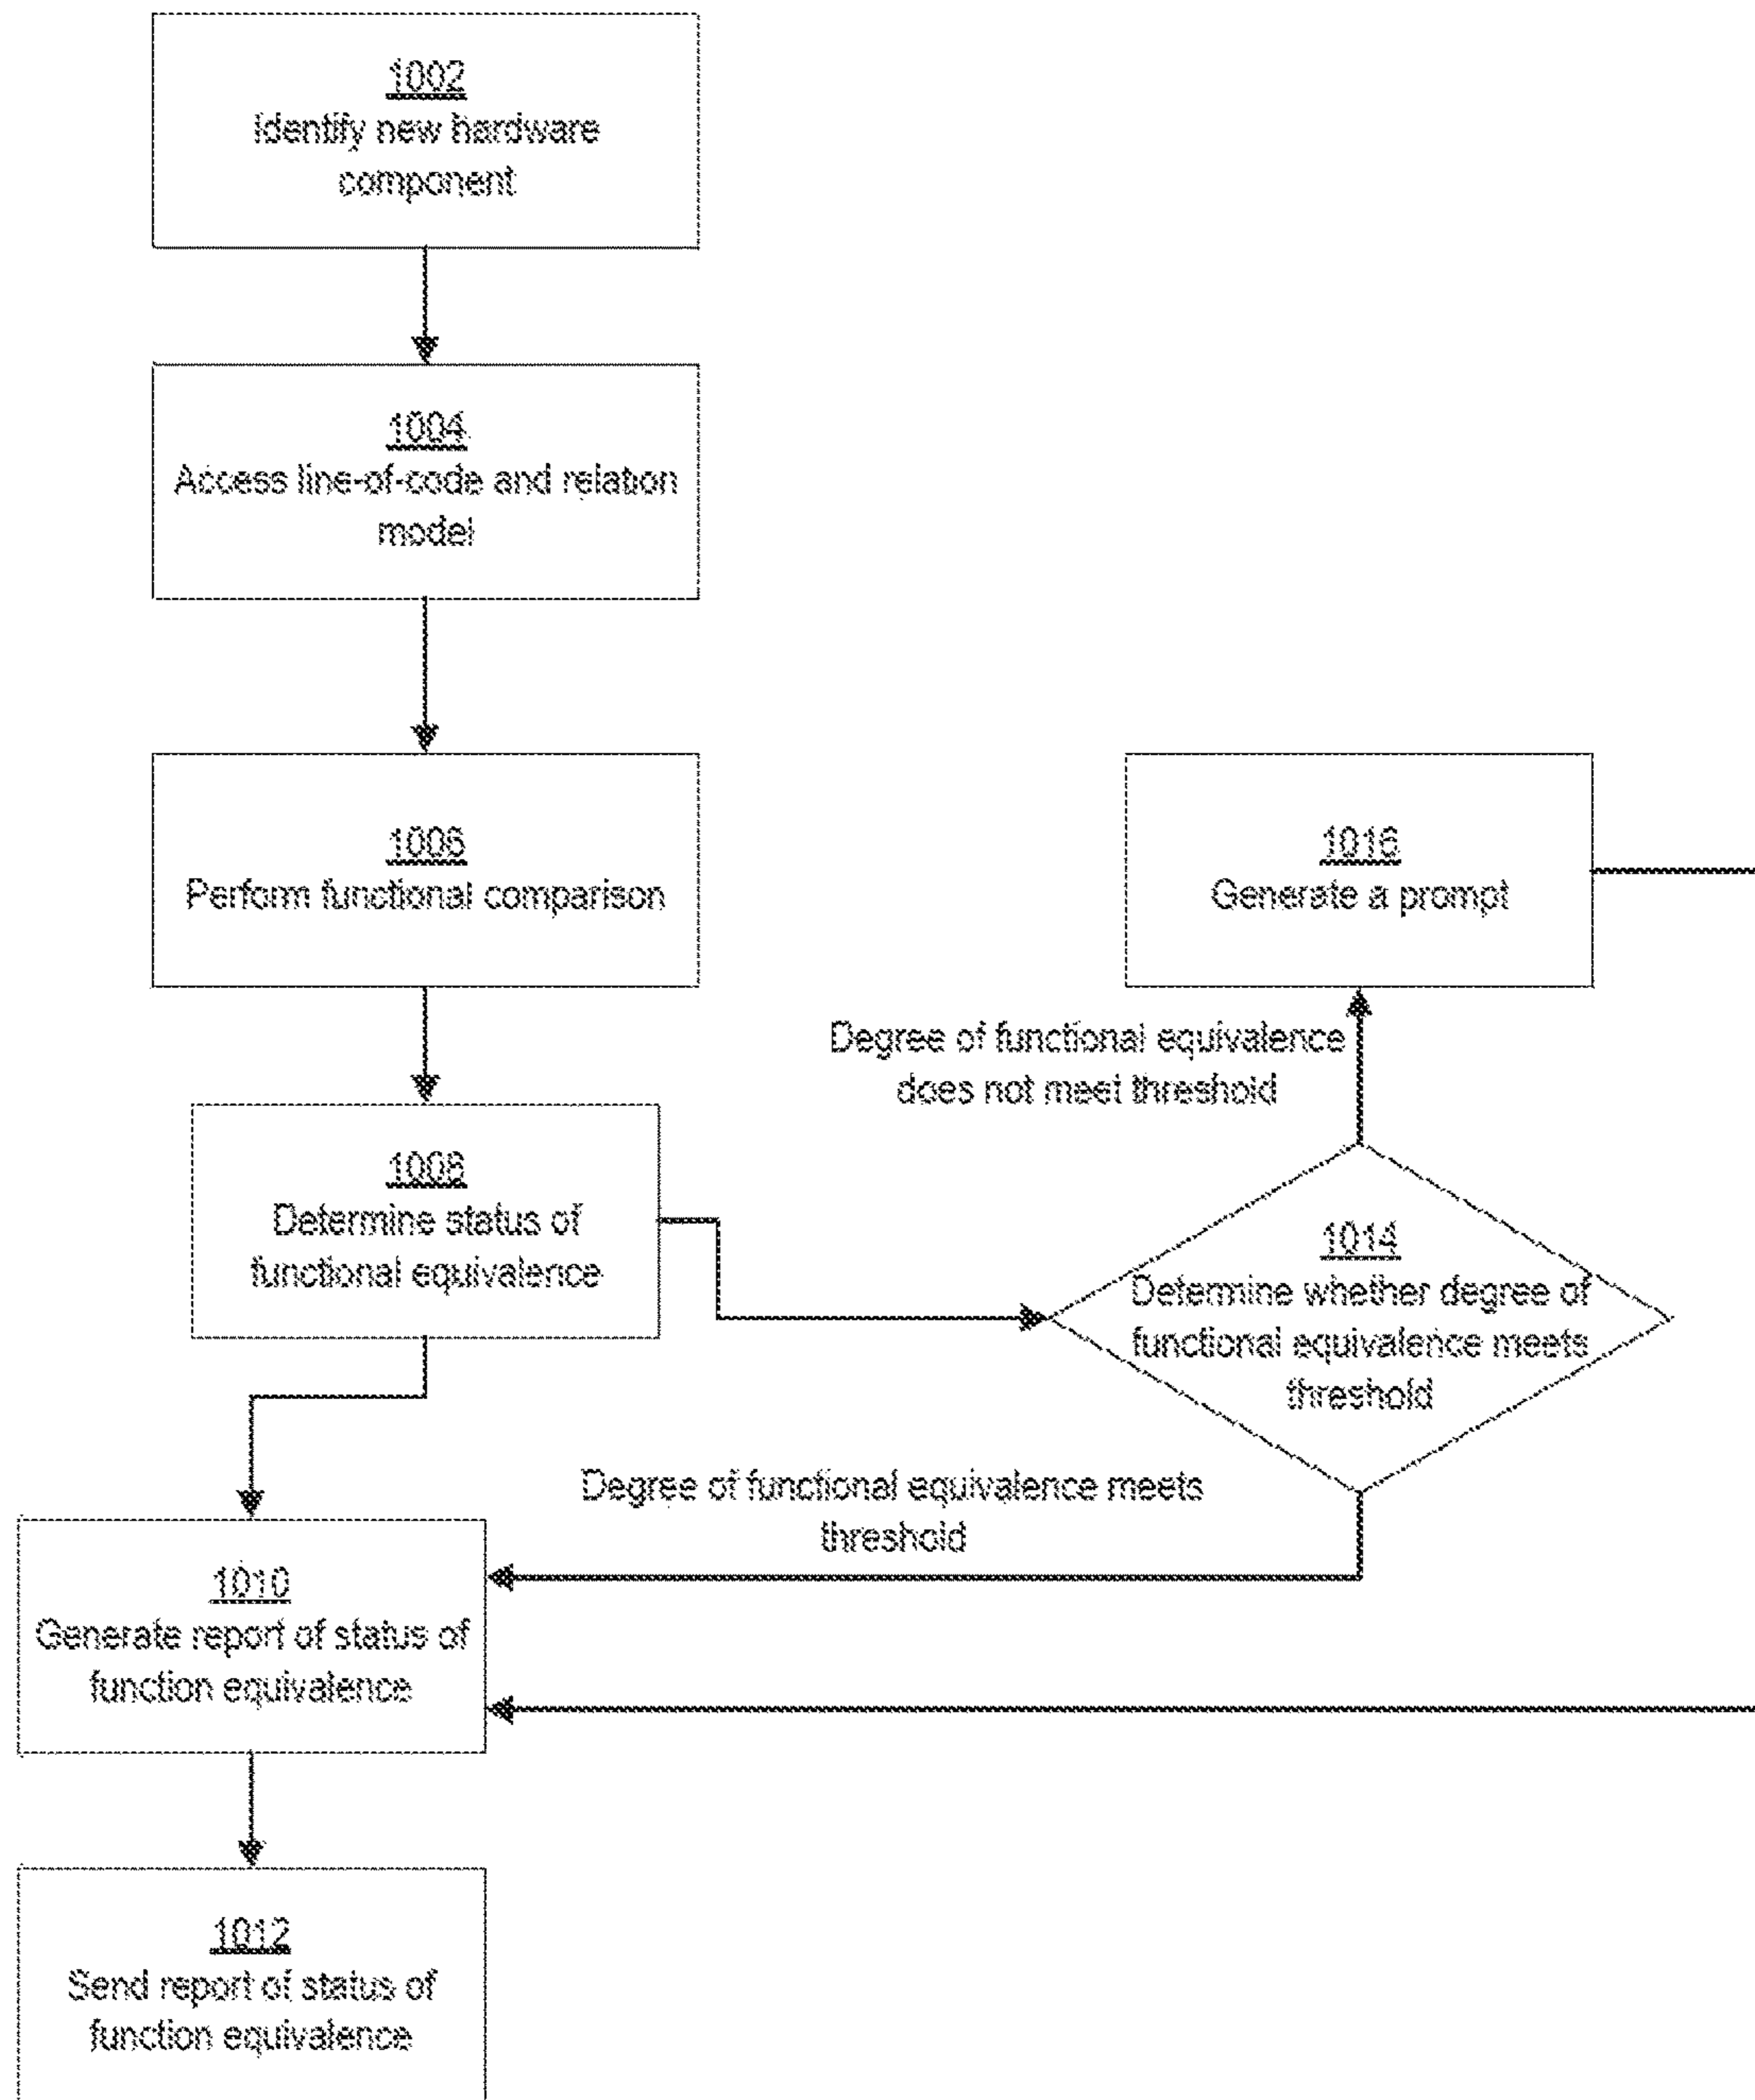 1002
Identify new hardware
component
1004
Access line-of-code and relation
model
1006
Perform functional comparison
1016
Generate a prompt
Degree of functional equivalence
does not meet threshold
1008
Determine status of
functional equivalence
1014
Determine whether degree of
functional equivalence meets
threshold
Degree of functional equivalence meets
threshold
1010
Generate report of status of
function equivalence
1012
Send report of status of
function equivalence